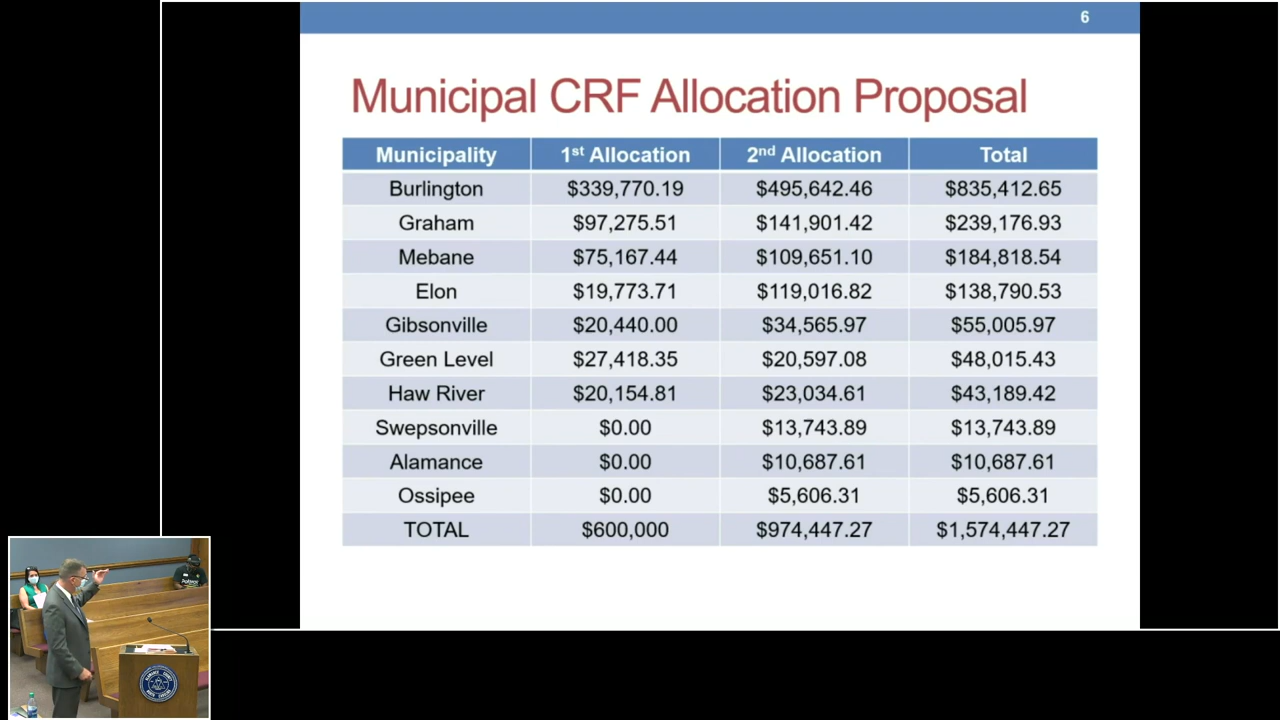 6
Municipal CRF Allocation Proposal
Municipality 1st Allocation 2nd Allocation Total
Burlington $339,770.19 $495,642.46 $835,412.65
Graham $97,275.51 $141,901.42 $239,176.93
Mebane $75,167.44 $109,651.10 $184,818.54
Elon $19,773.71 $119,016.82 $138,790.53
Gibsonville $20,440.00 $34,565.97 $55,005.97
Green Level $27,418.35 $20,597.08 $48,015.43
Haw River $20,154.81 $23,034.61 $43,189.42
Swepsonville $0.00 $13,743.89 $13,743.89
Alamance $0.00 $10,687.61 $10,687.61
Ossipee $0.00 $5,606.31 $5,606.31
TOTAL $600,000 $974,447.27 $1,574,447.27